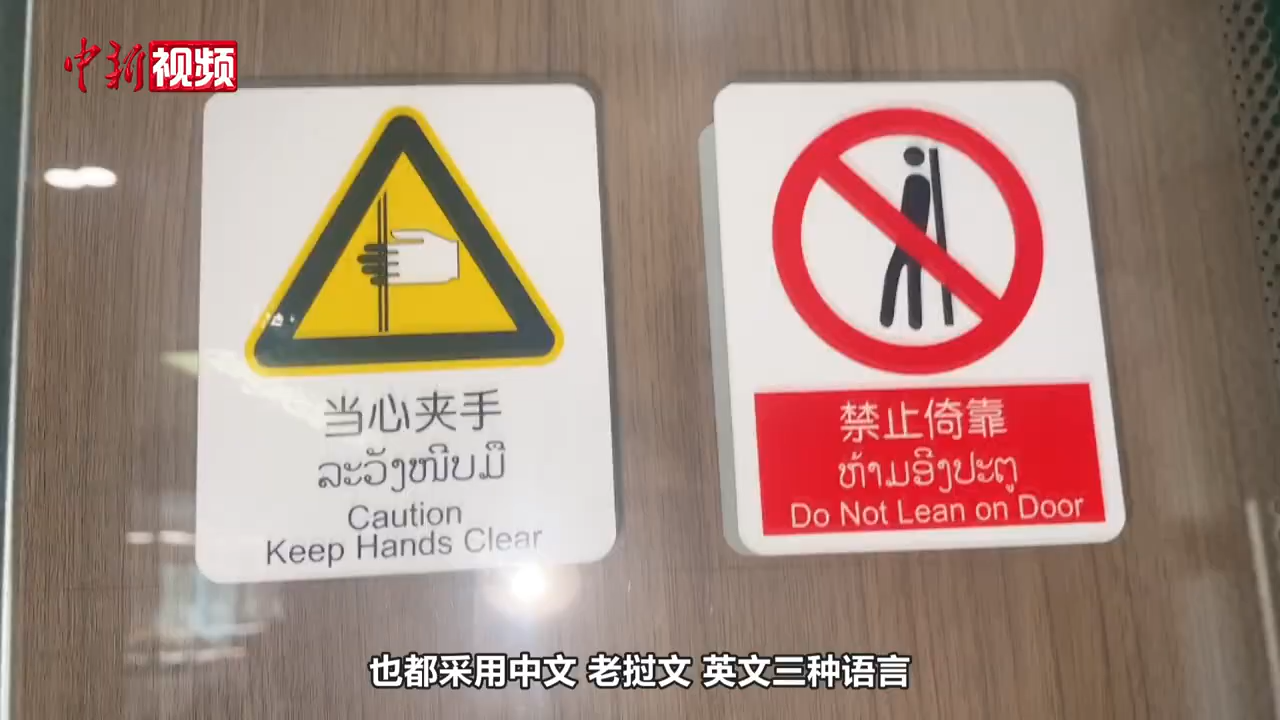 中新视频
当心夹手
ລະວັງໜີບມື
Caution
Keep Hands Clear
禁止倚靠
ຫ້າມອີງປະຕູ
Do Not Lean on Door
也都采用中文 老挝文 英文三种语言